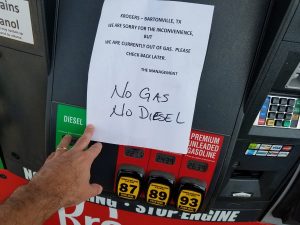 KROGERS – BARTONVILLE, TX
WE ARE SORRY FOR THE INCONVENIENCE,
BUT
WE ARE CURRENTLY OUT OF GAS. PLEASE
CHECK BACK LATER.
THE MANAGEMENT
NO GAS
NO DIESEL
DIESEL
PREMIUM
UNLEADED
GASOLINE
87
89
93
STOP ENGINE